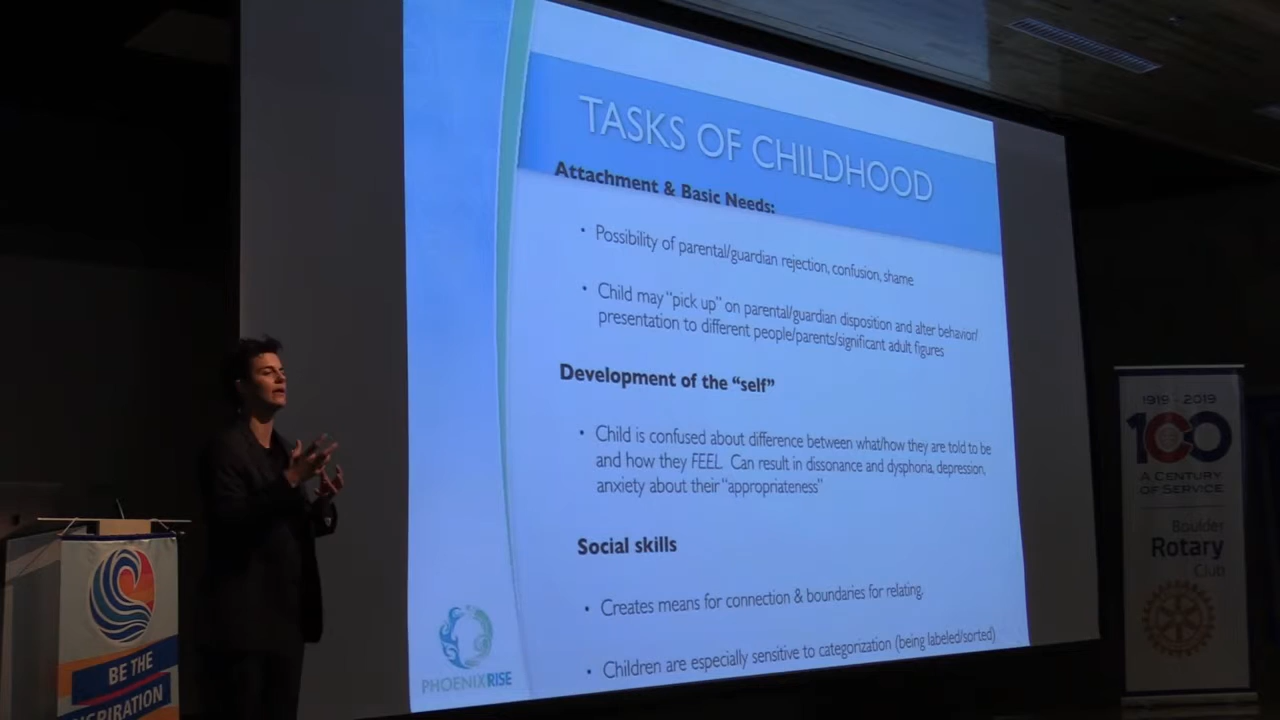 TASKS OF CHILDHOOD
Attachment & Basic Needs:
• Possibility of parental/guardian rejection, confusion, shame
• Child may "pick up" on parental/guardian disposition and alter behavior/
presentation to different people/parents/significant adult figures
Development of the "self"
• Child is confused about difference between what/how they are told to be
and how they FEEL. Can result in dissonance and dysphoria, depression,
anxiety about their "appropriateness"
Social skills
• Creates means for connection & boundaries for relating.
• Children are especially sensitive to categorization (being labeled/sorted)
PHOENIXRISE
BE THE
1919 - 2019
100
A CENTURY
OF SERVICE
Boulder
Rotary
Club